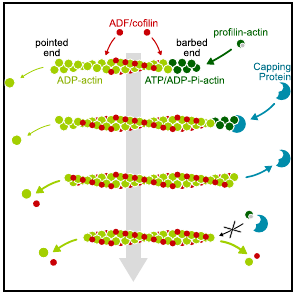 ADF/cofilin
pointed
end
barbed
end
profilin-actin
ADP-actin
ATP/ADP-Pi-actin
Capping
Protein